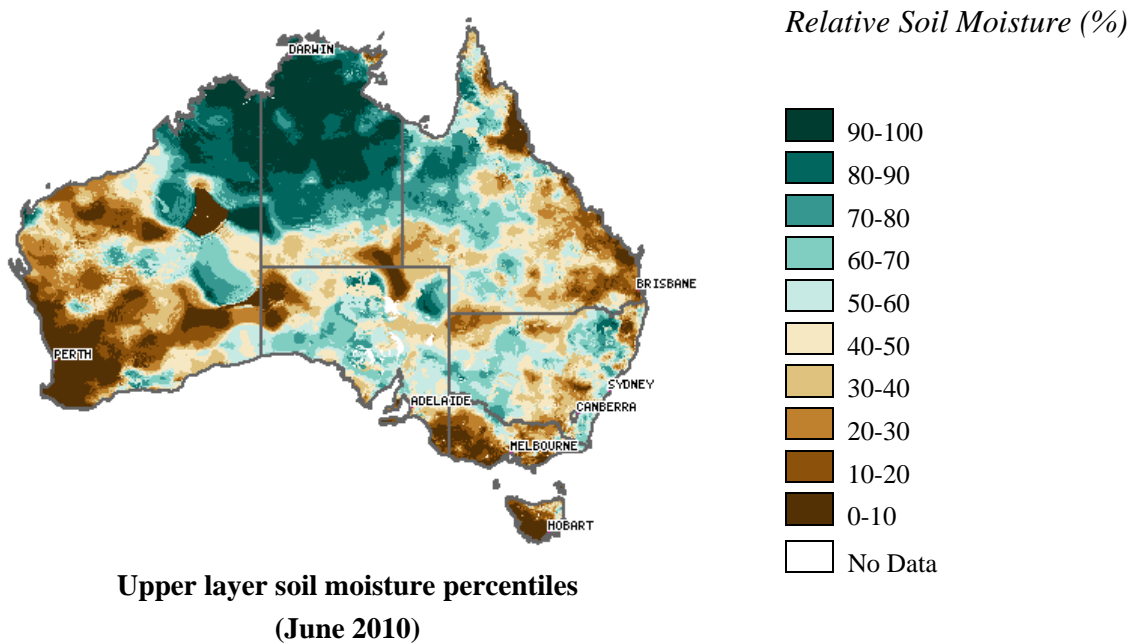 Relative Soil Moisture (%)
DARWIN
BRISBANE
PERTH
SYDNEY
ADELAIDE
CANBERRA
MELBOURNE
HOBART
90-100
80-90
70-80
60-70
50-60
40-50
30-40
20-30
10-20
0-10
No Data
Upper layer soil moisture percentiles
(June 2010)